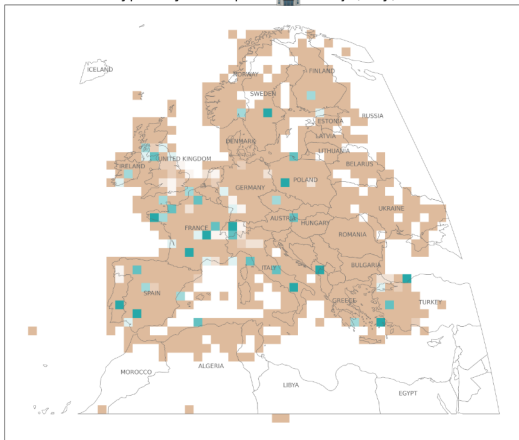 ICELAND
NORWAY
FINLAND
SWEDEN
RUSSIA
ESTONIA
LATVIA
DENMARK
LITHUANIA
UNITED KINGDOM
IRELAND
BELARUS
POLAND
GERMANY
UKRAINE
AUSTRIA
HUNGARY
FRANCE
ROMANIA
ITALY
BULGARIA
SPAIN
GREECE
TURKEY
MOROCCO
ALGERIA
LIBYA
EGYPT